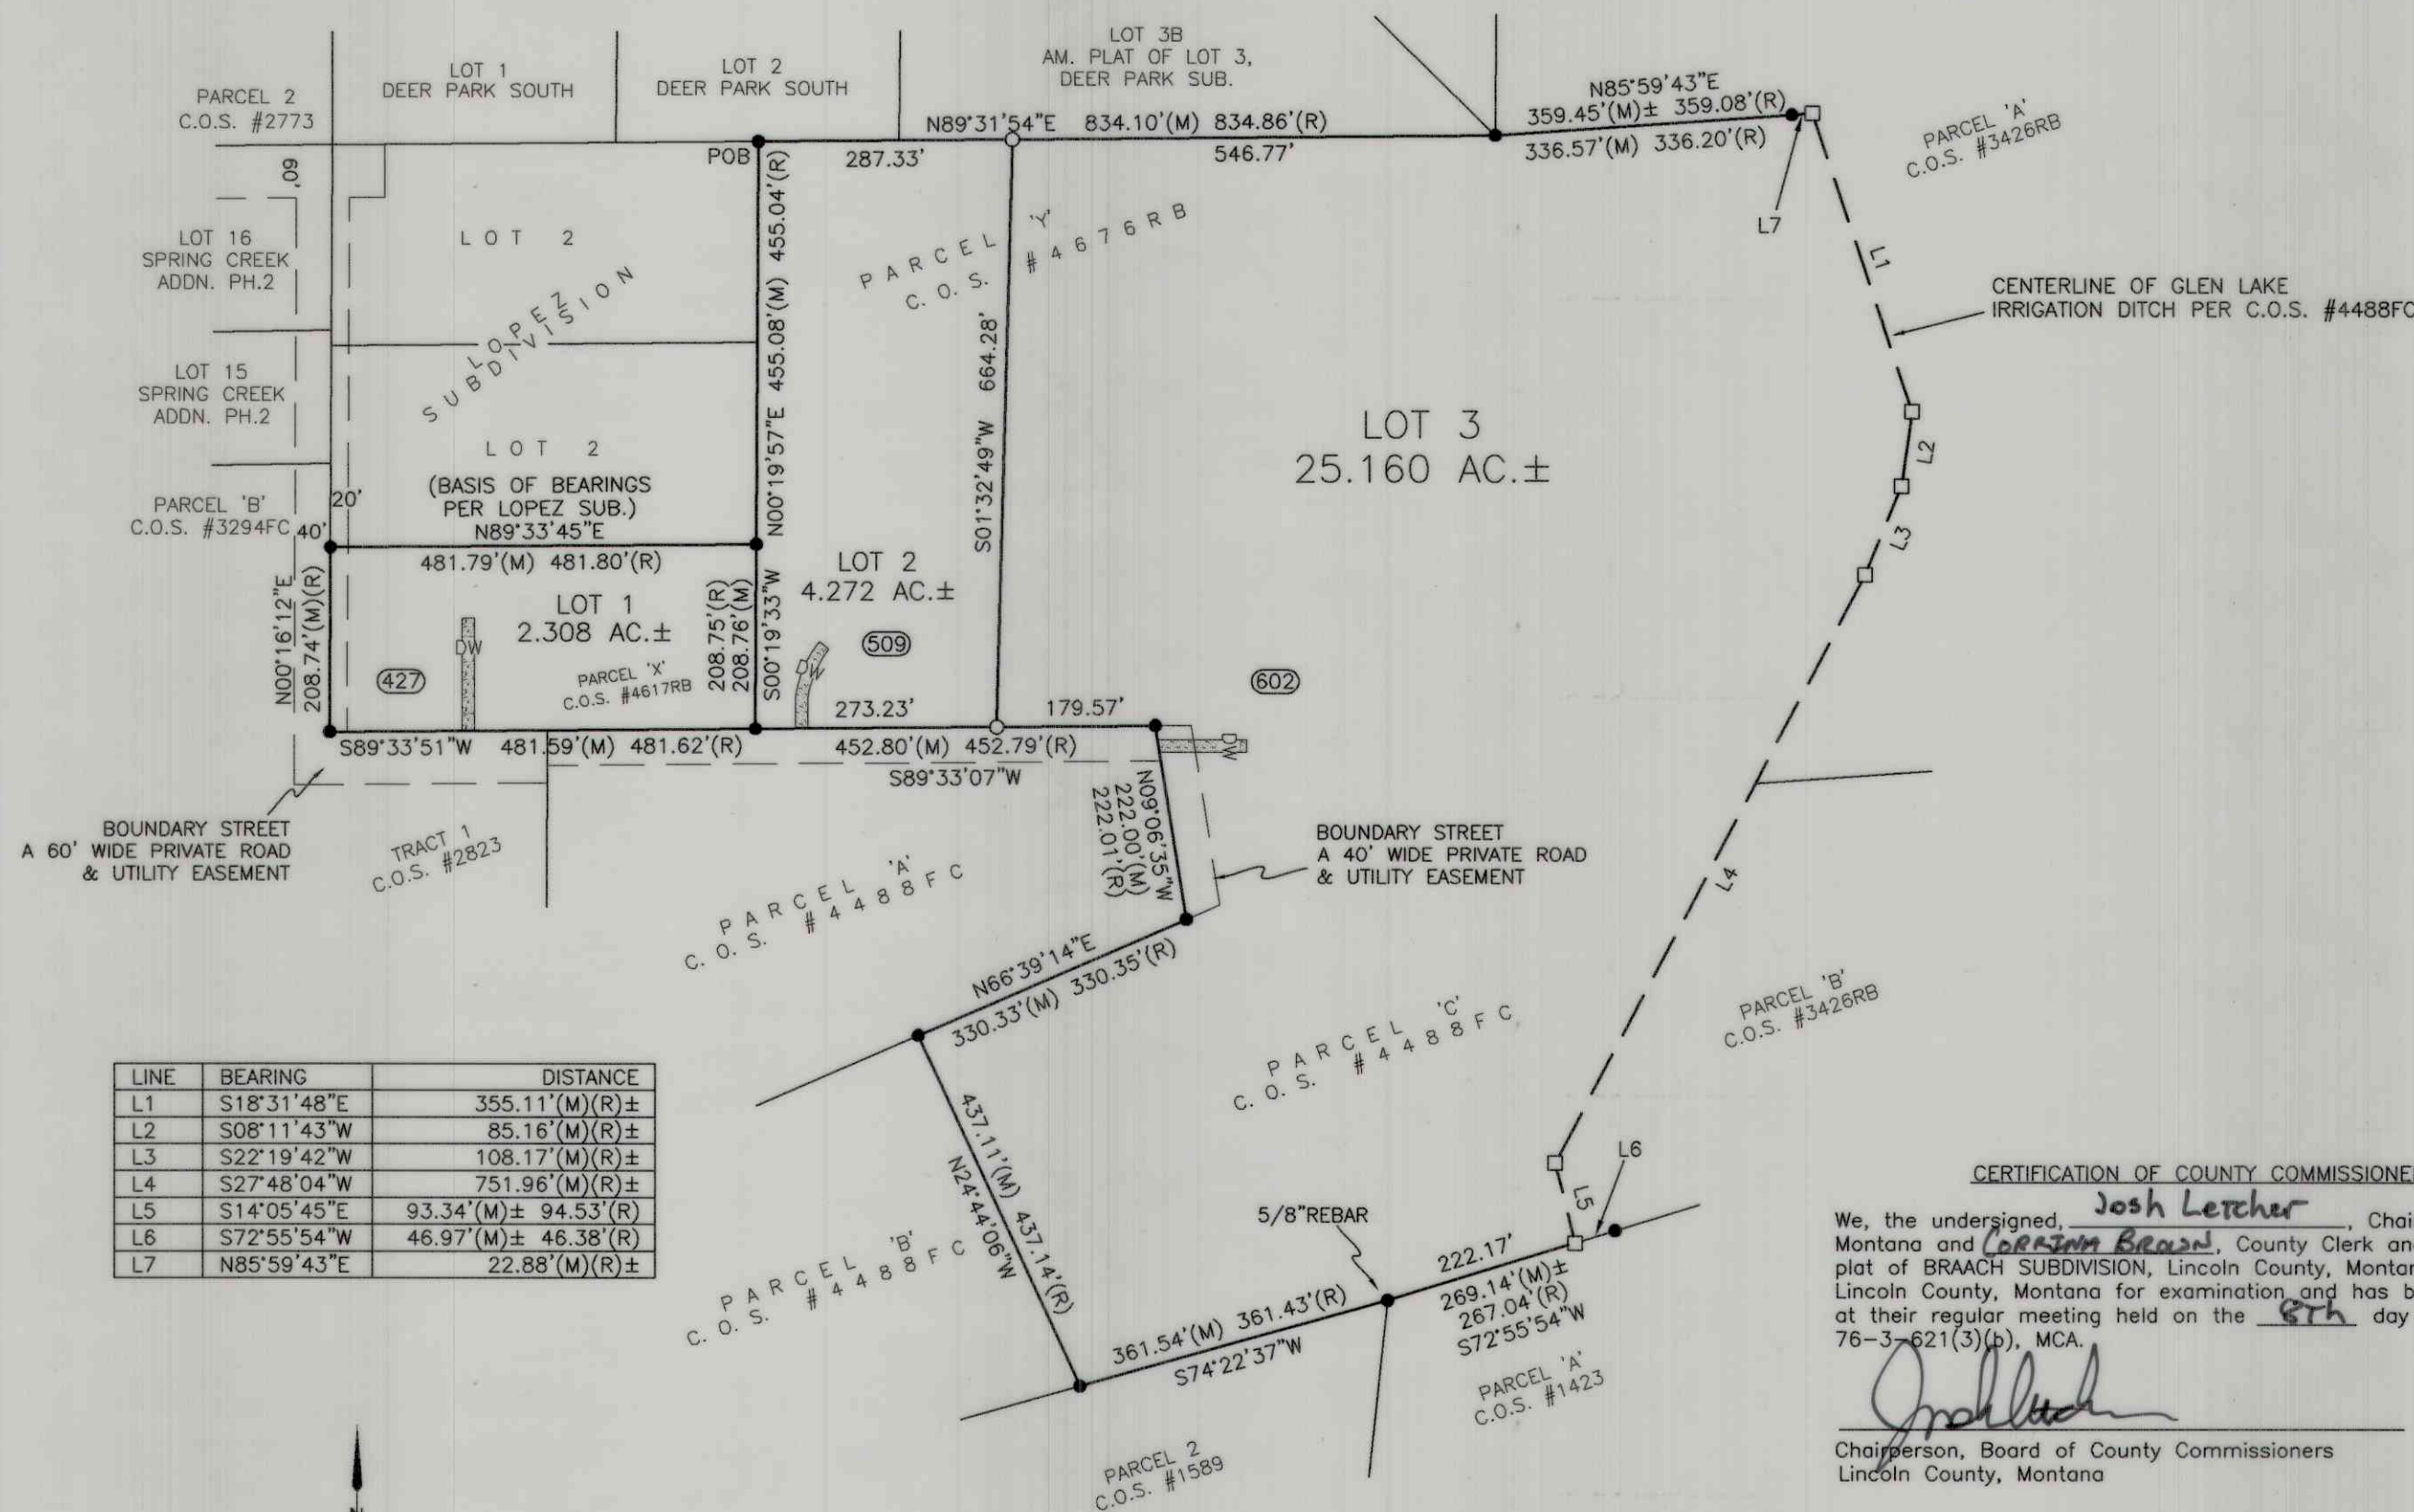 PARCEL 2
C.O.S. #2773
LOT 1
DEER PARK SOUTH
LOT 2
DEER PARK SOUTH
LOT 3B
AM. PLAT OF LOT 3,
DEER PARK SUB.
N89°31'54"E 834.10'(M) 834.86'(R)
287.33'
546.77'
N85°59'43"E
359.45'(M)± 359.08'(R)
336.57'(M) 336.20'(R)
L7
PARCEL 'A'
C.O.S. #3426RB
POB
60'
LOT 16
SPRING CREEK
ADDN. PH.2
LOT 15
SPRING CREEK
ADDN. PH.2
PARCEL 'B'
C.O.S. #3294FC
40'
20'
LOT 2
LOPEZ
SUBDIVISION
LOT 2
(BASIS OF BEARINGS
PER LOPEZ SUB.)
N89°33'45"E
481.79'(M) 481.80'(R)
N00°19'57"E 455.08'(M) 455.04'(R)
PARCEL 'Y'
C.O.S. #4676RB
S01°32'49"W 664.28'
L1
CENTERLINE OF GLEN LAKE
IRRIGATION DITCH PER C.O.S. #4488FC
LOT 3
25.160 AC.±
L2
L3
L4
N00°16'12"E
208.74'(M)(R)
LOT 1
2.308 AC.±
DW
427
PARCEL 'X'
C.O.S. #4617RB
208.75'(R)
208.76'(M)
S00°19'33"W
LOT 2
4.272 AC.±
509
DW
602
DW
273.23'
179.57'
S89°33'51"W 481.59'(M) 481.62'(R)
452.80'(M) 452.79'(R)
S89°33'07"W
N09°06'35"W
222.00'(M)
222.01'(R)
BOUNDARY STREET
A 60' WIDE PRIVATE ROAD
& UTILITY EASEMENT
TRACT 1
C.O.S. #2823
BOUNDARY STREET
A 40' WIDE PRIVATE ROAD
& UTILITY EASEMENT
PARCEL 'A'
C.O.S. #4488FC
N66°39'14"E
330.33'(M) 330.35'(R)
PARCEL 'C'
C.O.S. #4488FC
PARCEL 'B'
C.O.S. #3426RB
LINE BEARING DISTANCE
L1 S18°31'48"E 355.11'(M)(R)±
L2 S08°11'43"W 85.16'(M)(R)±
L3 S22°19'42"W 108.17'(M)(R)±
L4 S27°48'04"W 751.96'(M)(R)±
L5 S14°05'45"E 93.34'(M)± 94.53'(R)
L6 S72°55'54"W 46.97'(M)± 46.38'(R)
L7 N85°59'43"E 22.88'(M)(R)±
437.11'(M) 437.14'(R)
N24°44'06"W
PARCEL 'B'
C.O.S. #4488FC
L5
L6
5/8"REBAR
222.17'
269.14'(M)±
267.04'(R)
S72°55'54"W
361.54'(M) 361.43'(R)
S74°22'37"W
PARCEL 'A'
C.O.S. #1423
PARCEL 2
C.O.S. #1589
CERTIFICATION OF COUNTY COMMISSIONE
We, the undersigned, Josh Letcher, Chai
Montana and CORRINA BROWN, County Clerk an
plat of BRAACH SUBDIVISION, Lincoln County, Montan
Lincoln County, Montana for examination and has b
at their regular meeting held on the 8Th day
76-3-621(3)(b), MCA.
Chairperson, Board of County Commissioners
Lincoln County, Montana